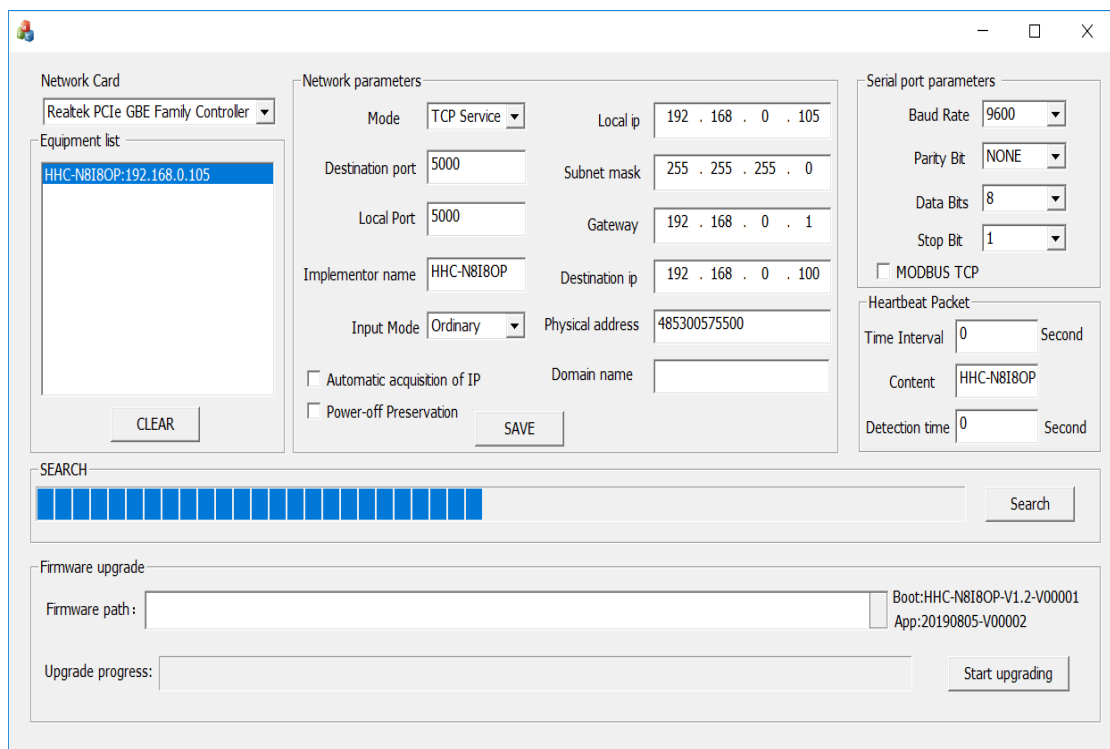 Network Card
Realtek PCIe GBE Family Controller
Equipment list
HHC-N8I8OP:192.168.0.105
CLEAR
Network parameters
Mode TCP Service
Destination port 5000
Local Port 5000
Implementor name HHC-N8I8OP
Input Mode Ordinary
Automatic acquisition of IP
Power-off Preservation
Local ip 192 . 168 . 0 . 105
Subnet mask 255 . 255 . 255 . 0
Gateway 192 . 168 . 0 . 1
Destination ip 192 . 168 . 0 . 100
Physical address 485300575500
Domain name
SAVE
Serial port parameters
Baud Rate 9600
Parity Bit NONE
Data Bits 8
Stop Bit 1
MODBUS TCP
Heartbeat Packet
Time Interval 0 Second
Content HHC-N8I8OP
Detection time 0 Second
SEARCH
Search
Firmware upgrade
Firmware path:
Boot:HHC-N8I8OP-V1.2-V00001
App:20190805-V00002
Upgrade progress:
Start upgrading